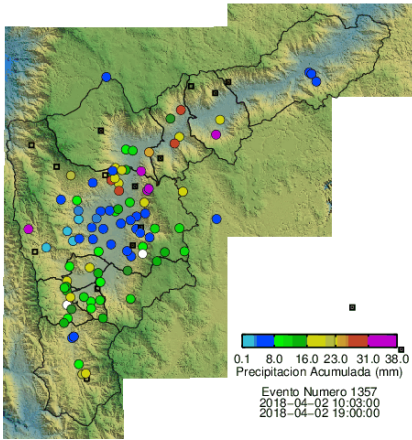 0.1 8.0 16.0 23.0 31.0 38.0
Precipitacion Acumulada (mm)
Evento Numero 1357
2018−04−02 10:03:00
2018−04−02 19:00:00